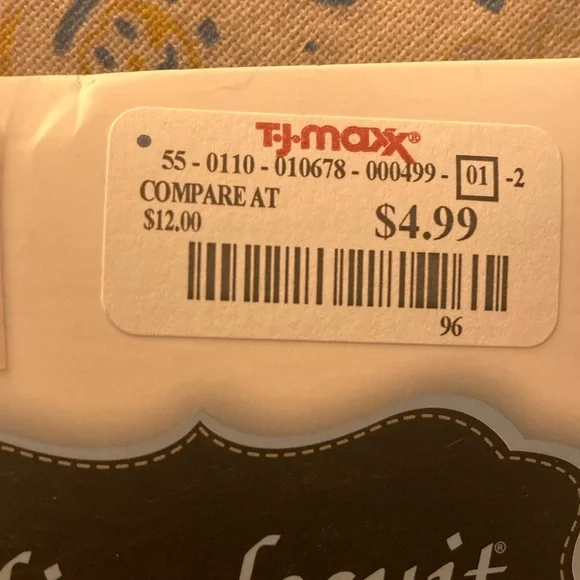 T·J·maxx®
55 - 0110 - 010678 - 000499 - 01 -2
COMPARE AT
$12.00
$4.99
96